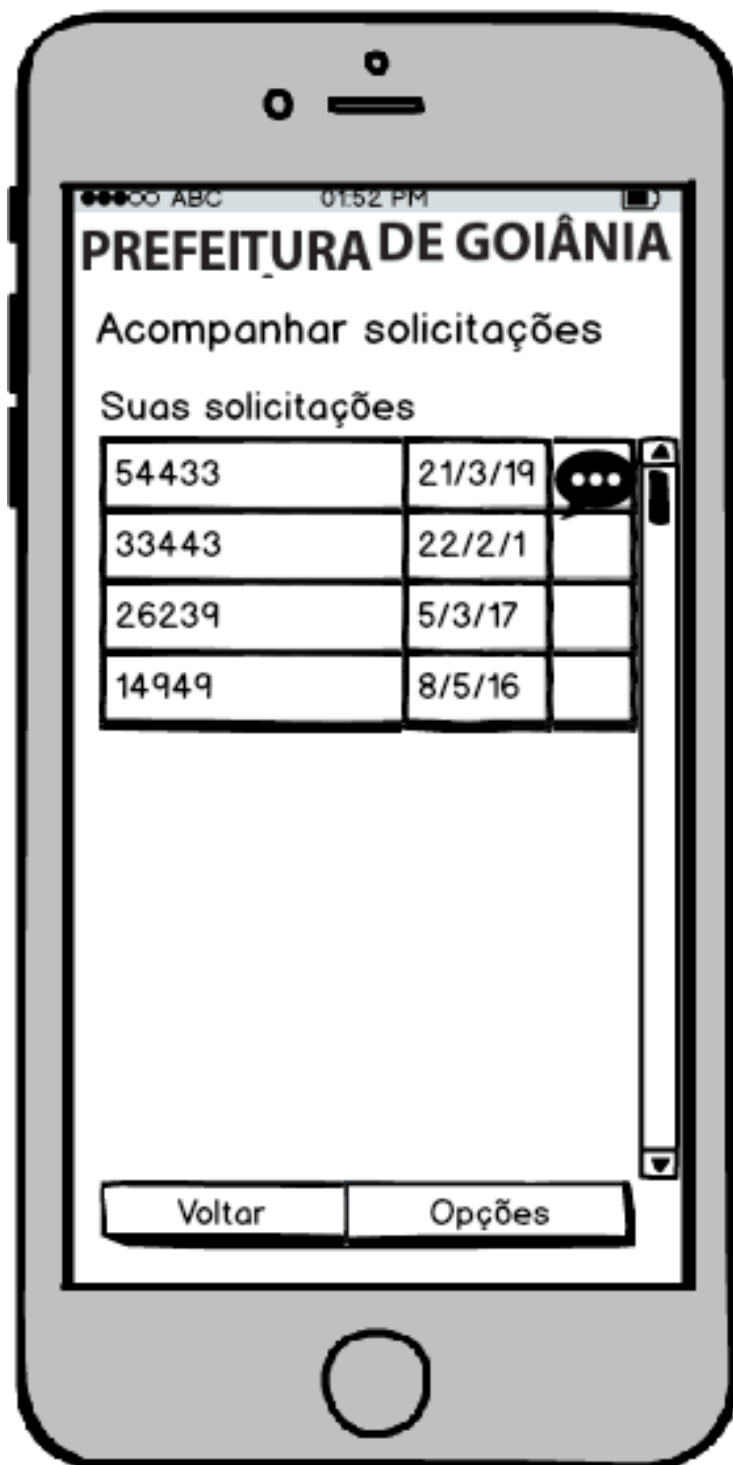 ABC 01:52 PM
PREFEITURA DE GOIÂNIA
Acompanhar solicitações
Suas solicitações
54433 21/3/19
33443 22/2/1
26239 5/3/17
14949 8/5/16
Voltar Opções